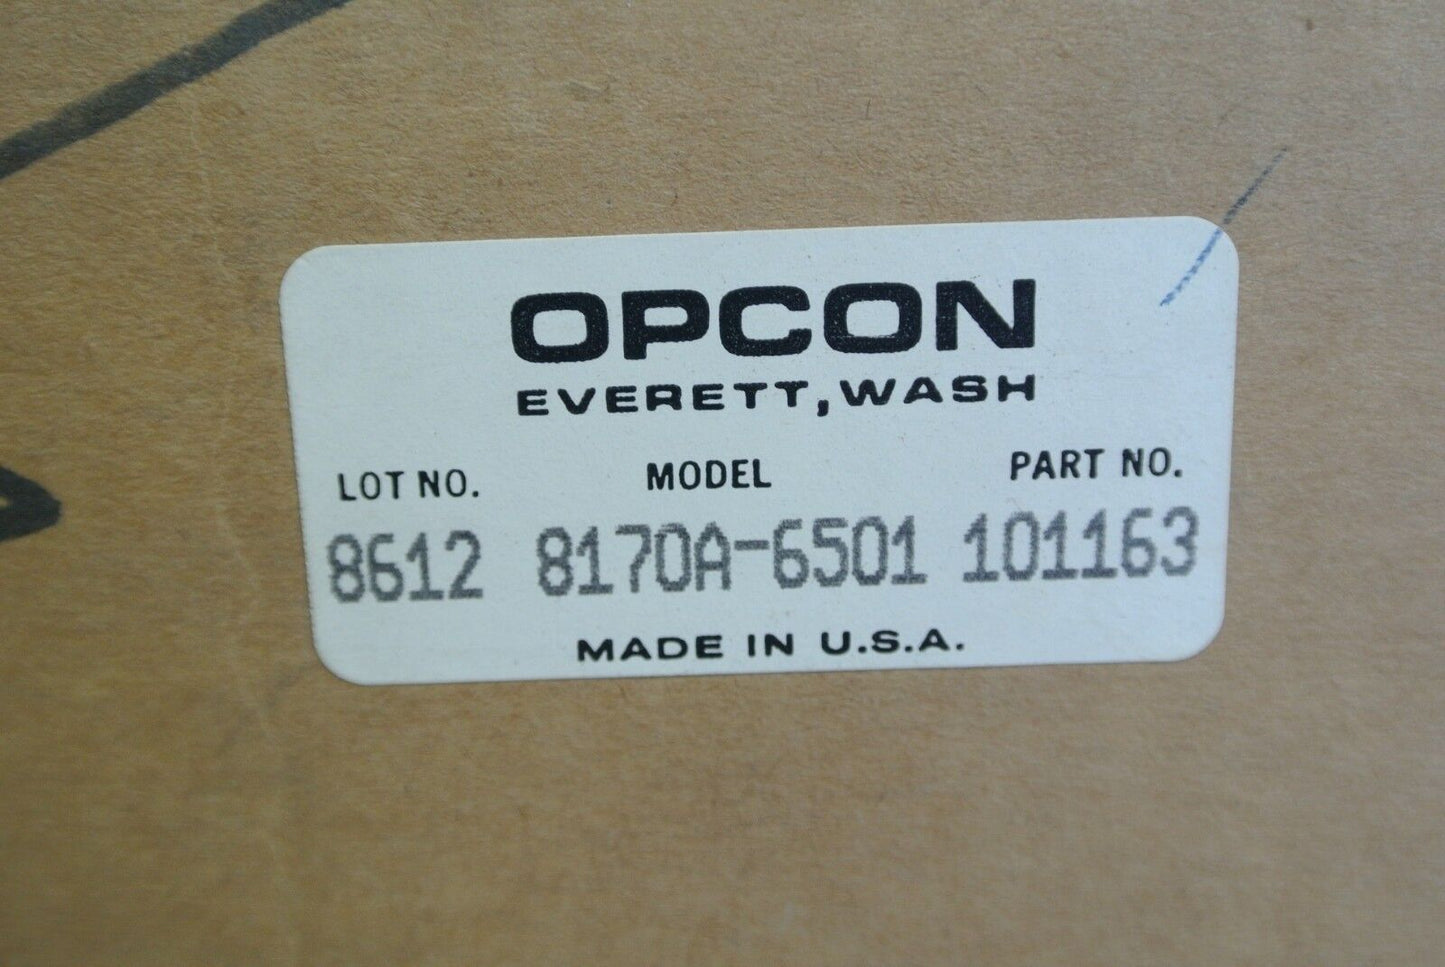 OPCON
EVERETT, WASH
LOT NO. MODEL PART NO.
8612 8170A-6501 101163
MADE IN U.S.A.